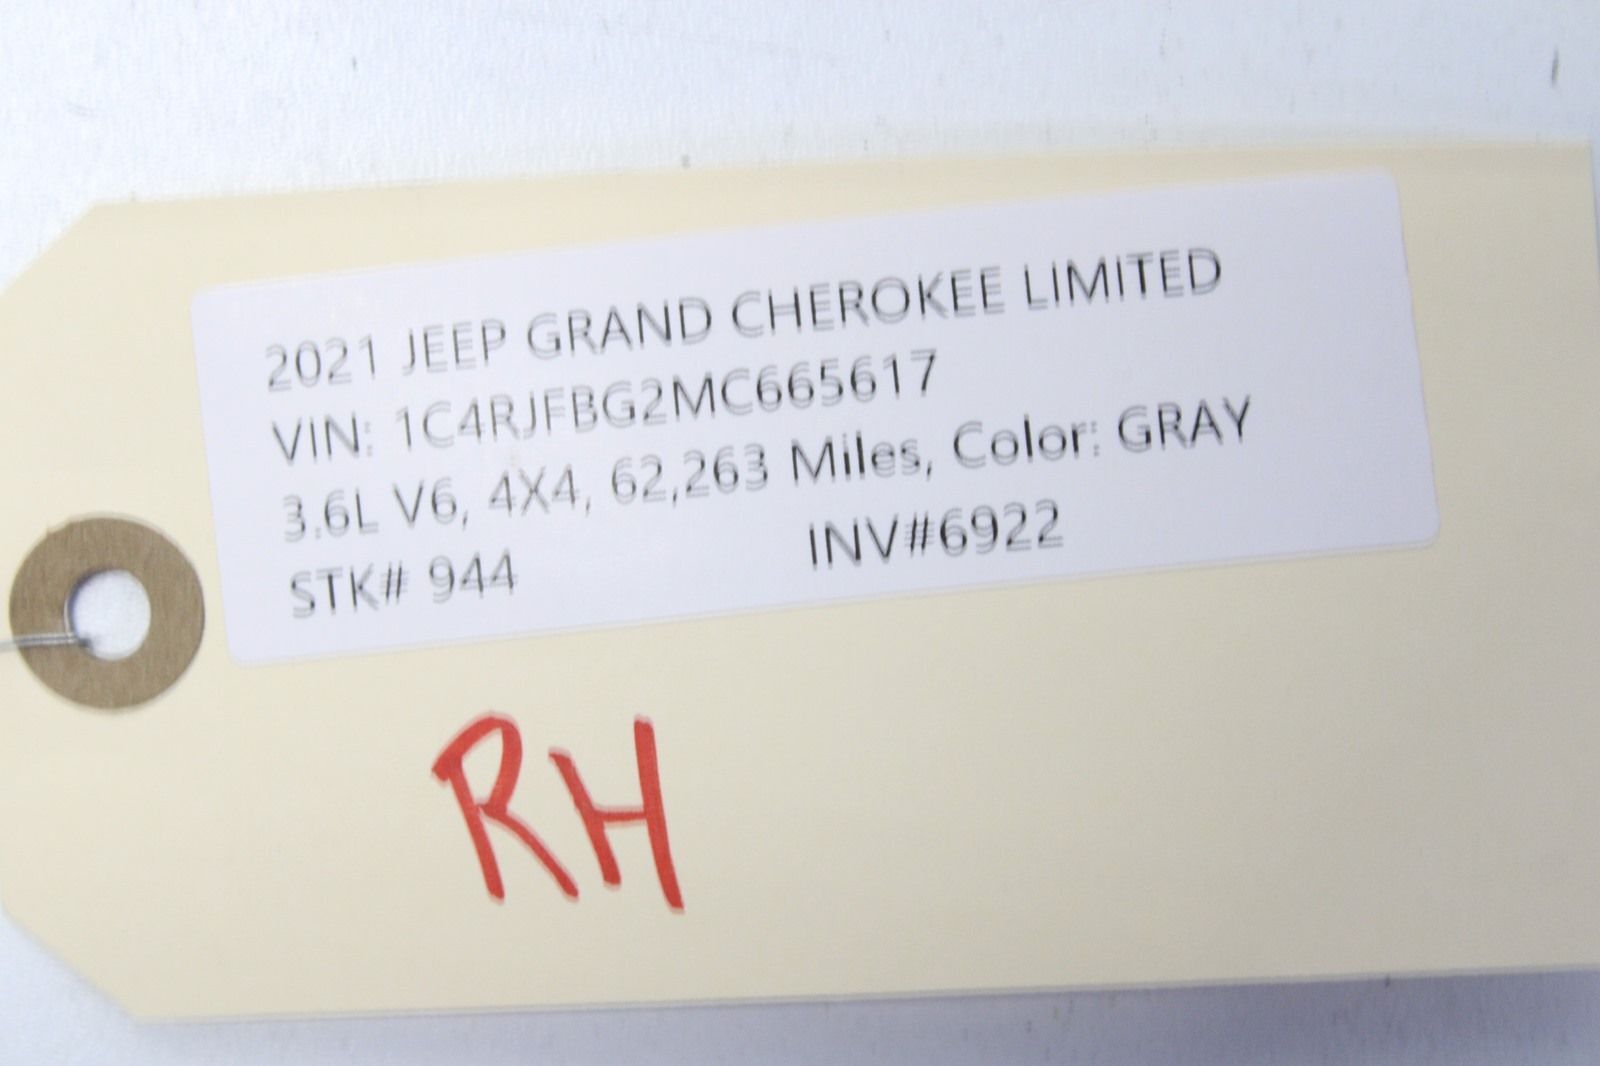 2021 JEEP GRAND CHEROKEE LIMITED
VIN: 1C4RJFBG2MC665617
3.6L V6, 4X4, 62,263 Miles, Color: GRAY
STK# 944 INV#6922
RH